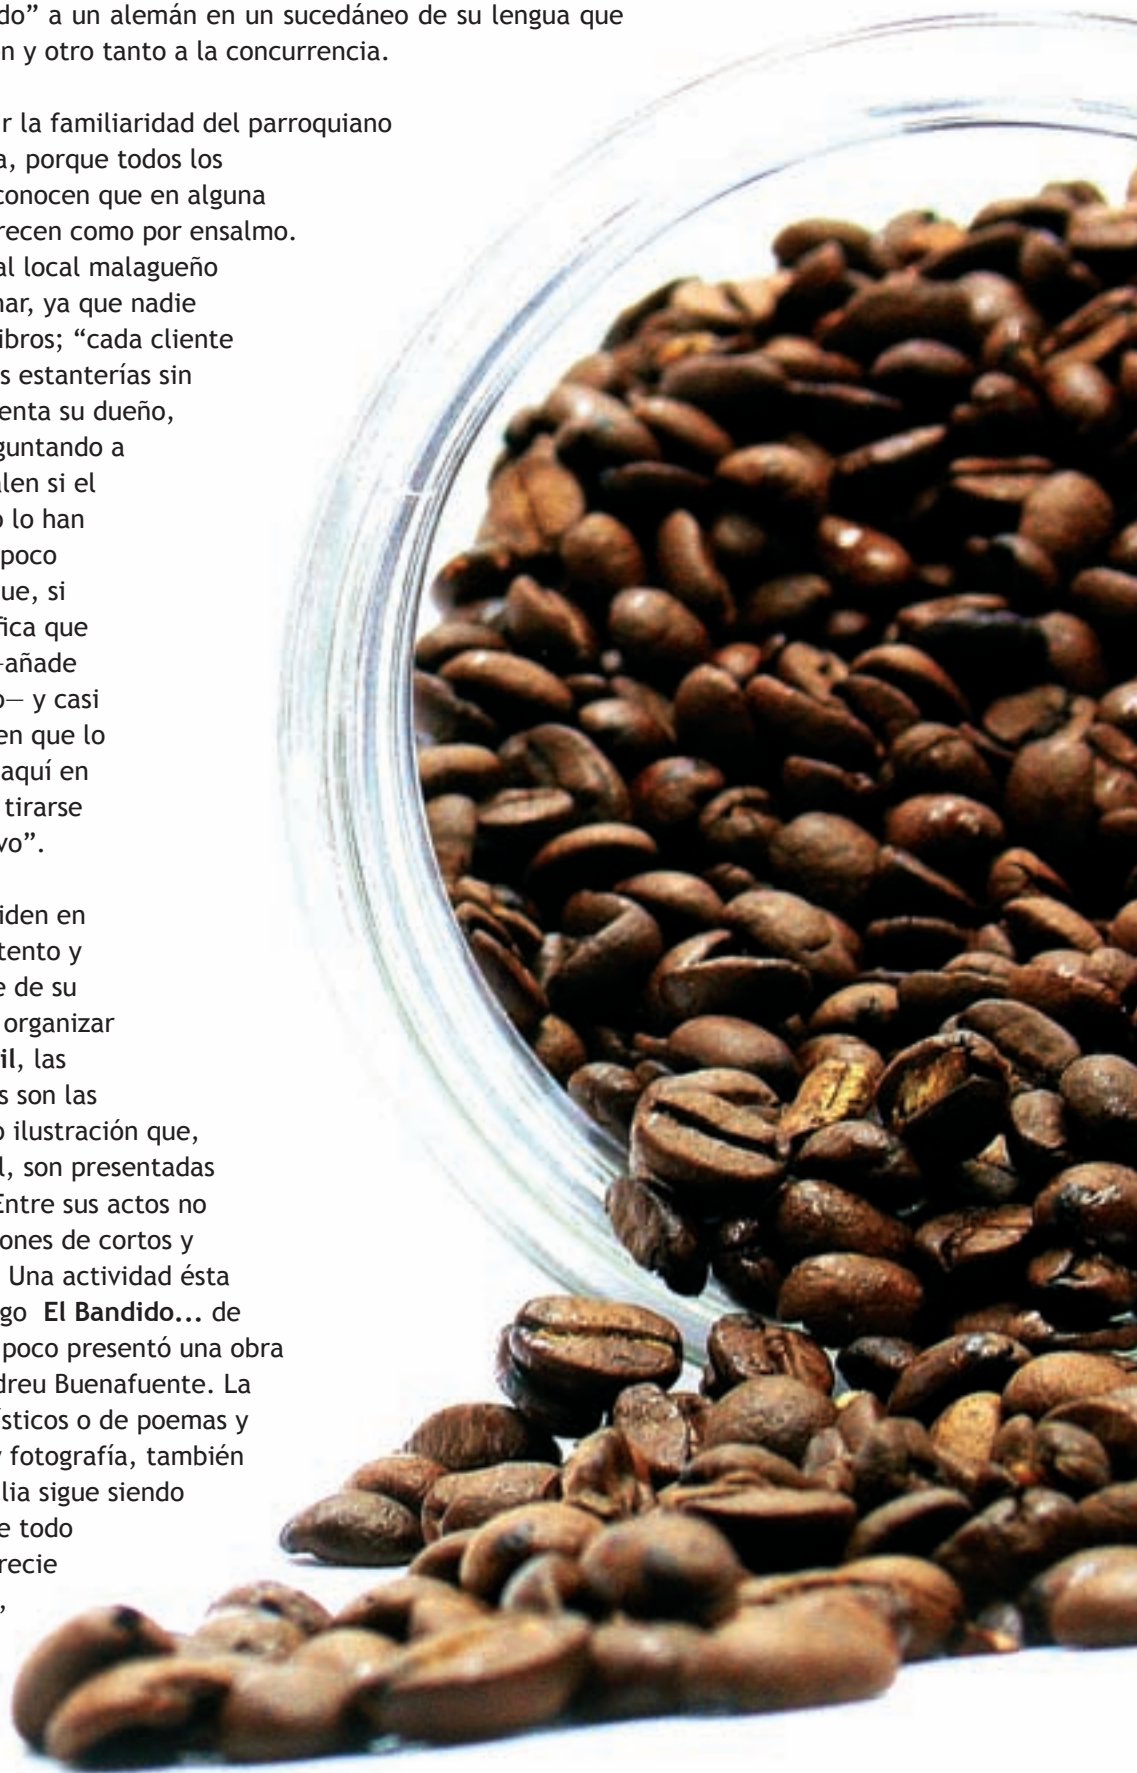 do” a un alemán en un sucedáneo de su lengua que
n y otro tanto a la concurrencia.
r la familiaridad del parroquiano
a, porque todos los
conocen que en alguna
recen como por ensalmo.
al local malagueño
nar, ya que nadie
ibros; “cada cliente
s estanterías sin
enta su dueño,
guntando a
alen si el
o lo han
poco
ue, si
fica que
–añade
o– y casi
en que lo
aquí en
tirarse
vo”.
iden en
tento y
e de su
organizar
il, las
s son las
o ilustración que,
l, son presentadas
Entre sus actos no
ones de cortos y
Una actividad ésta
go El Bandido... de
poco presentó una obra
dreu Buenafuente. La
ísticos o de poemas y
y fotografía, también
lia sigue siendo
e todo
recie
,